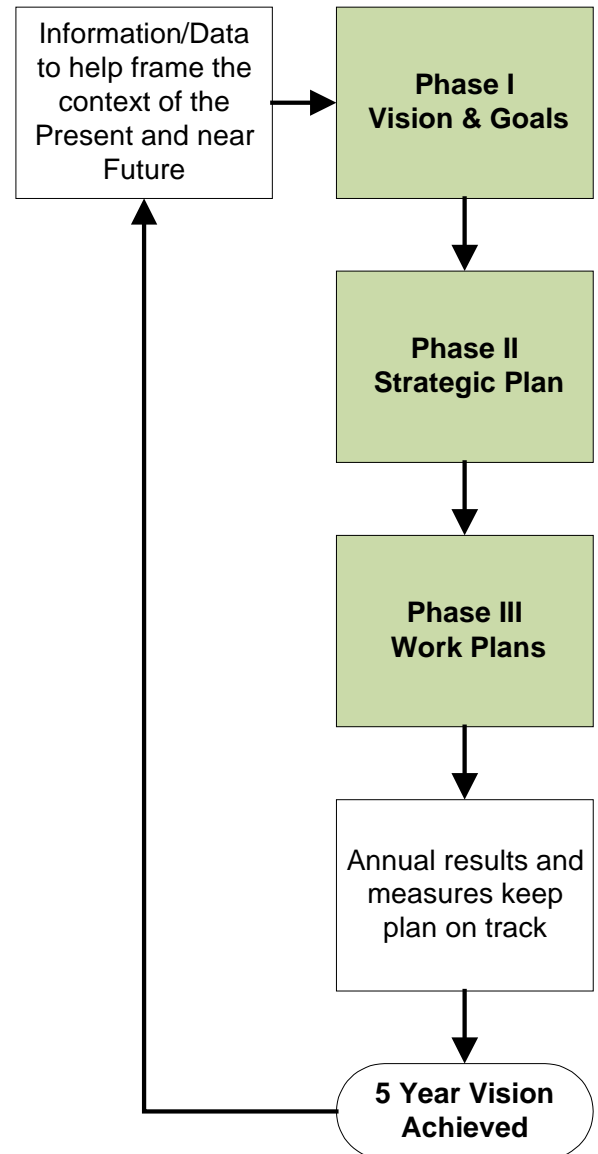 Information/Data
to help frame the
context of the
Present and near
Future
Phase I
Vision & Goals
Phase II
Strategic Plan
Phase III
Work Plans
Annual results and
measures keep
plan on track
5 Year Vision
Achieved